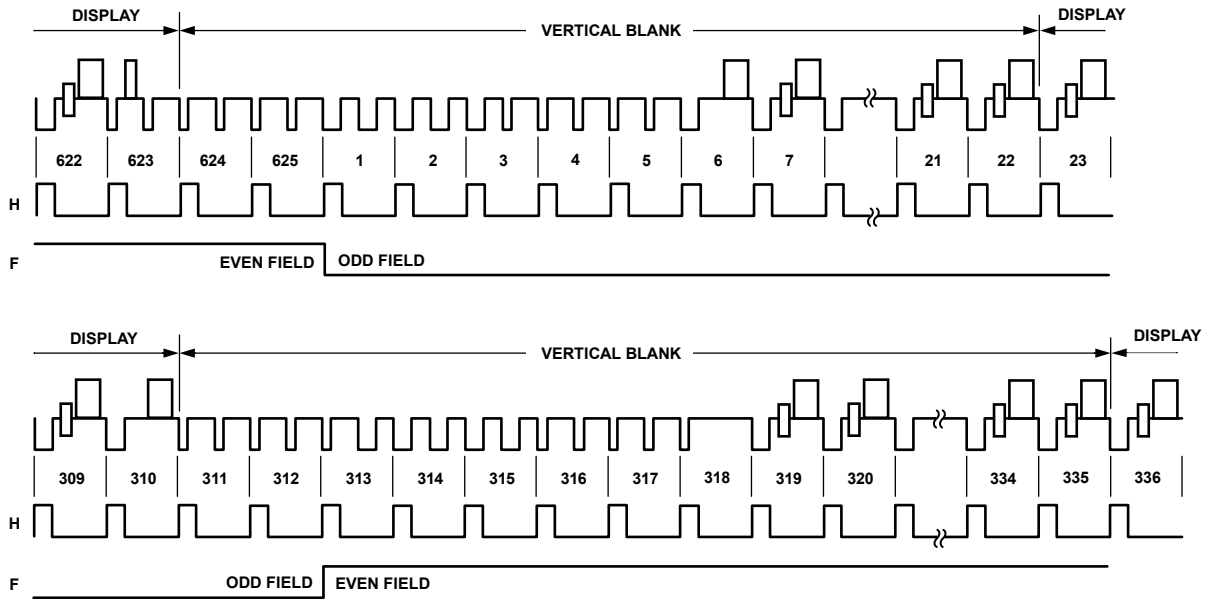 DISPLAY VERTICAL BLANK DISPLAY
622 623 624 625 1 2 3 4 5 6 7 21 22 23
H
F EVEN FIELD ODD FIELD
DISPLAY VERTICAL BLANK DISPLAY
309 310 311 312 313 314 315 316 317 318 319 320 334 335 336
H
F ODD FIELD EVEN FIELD